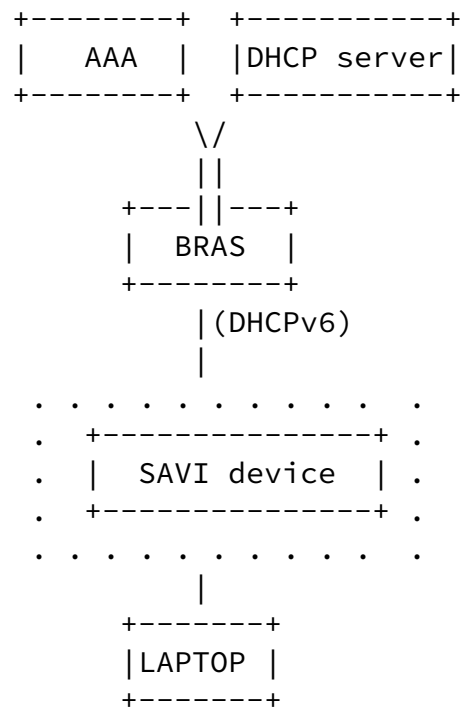 AAA DHCP server
BRAS
(DHCPv6)
SAVI device
LAPTOP